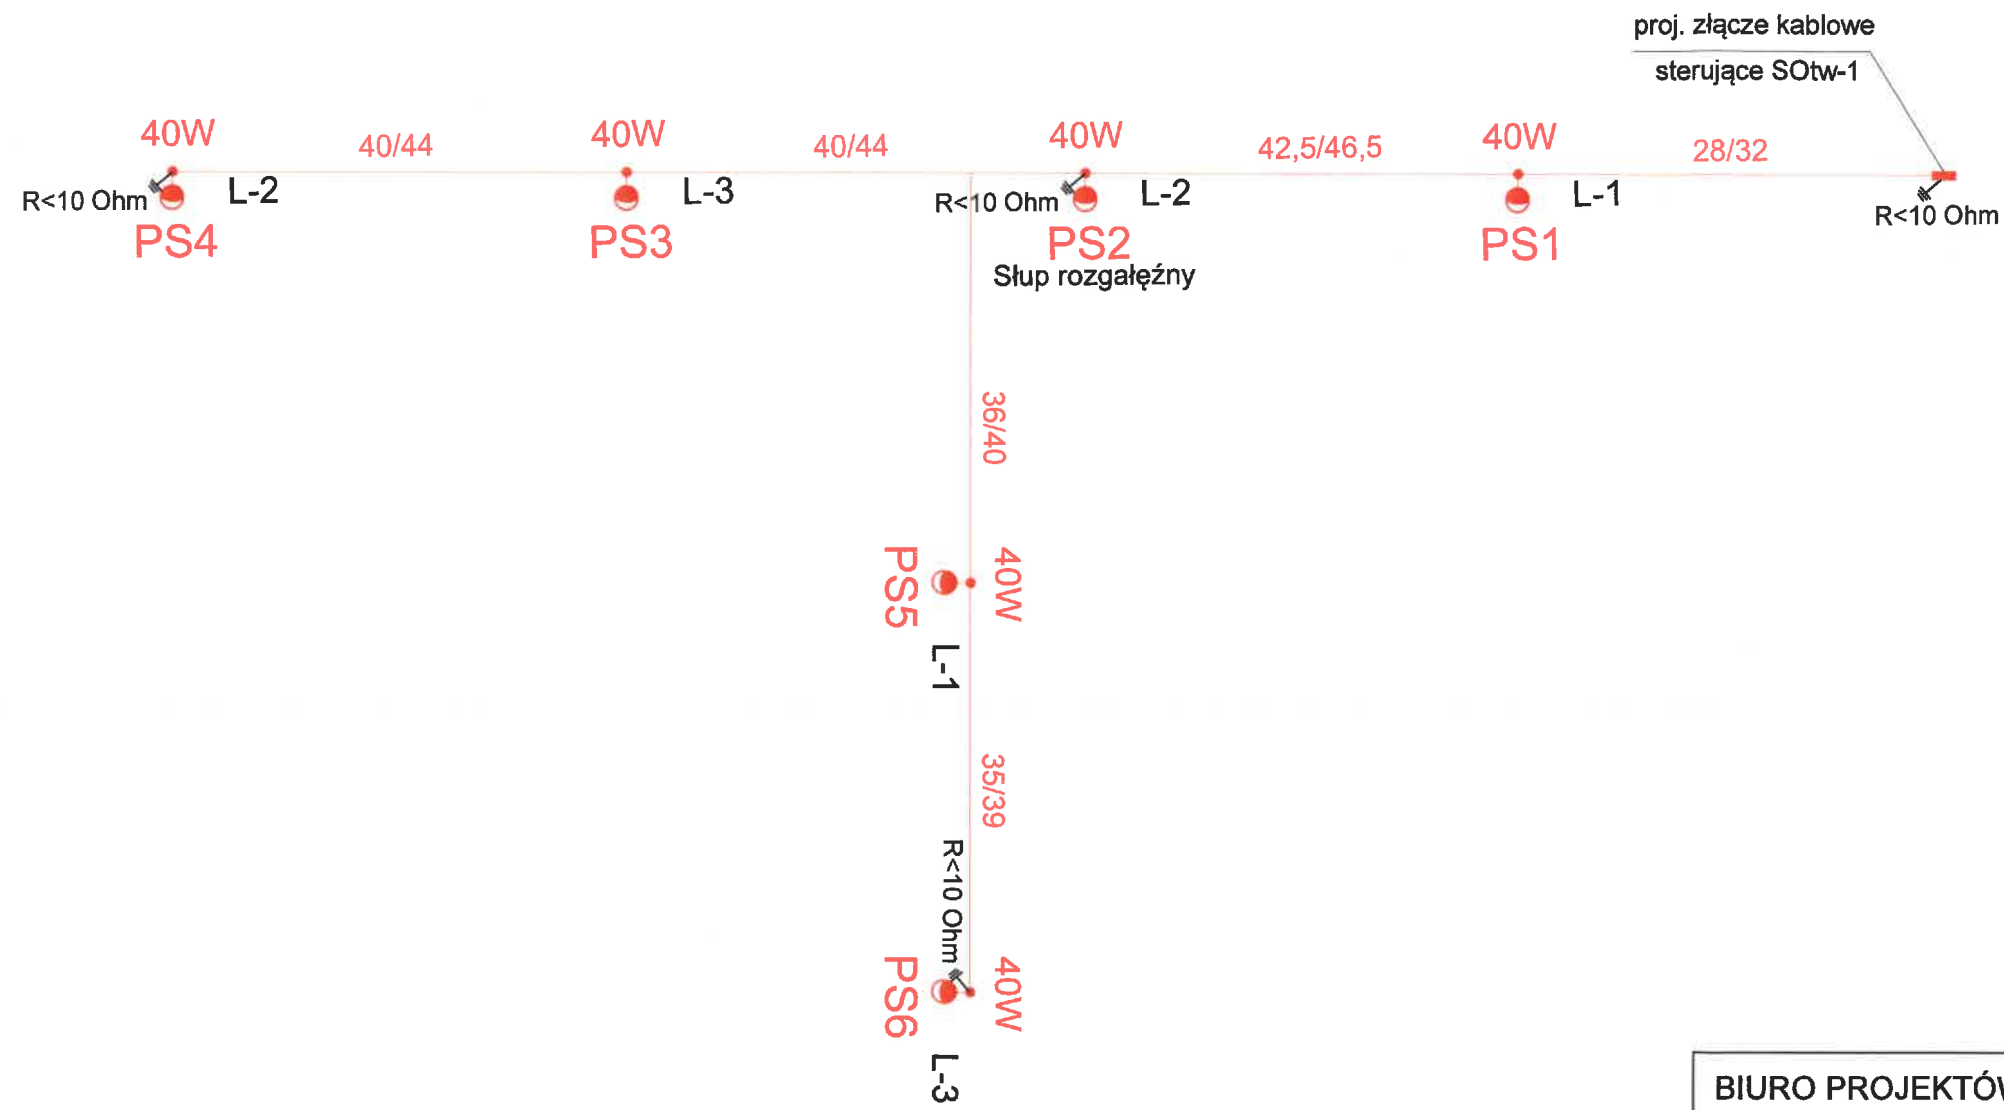 proj. złącze kablowe
sterujące SOtw-1
40W
40/44
40W
40/44
40W
42,5/46,5
40W
28/32
R<10 Ohm
L-2
L-3
R<10 Ohm
L-2
L-1
R<10 Ohm
PS4
PS3
PS2
PS1
Słup rozgałęźny
36/40
PS5
40W
L-1
35/39
R<10 Ohm
PS6
40W
L-3
BIURO